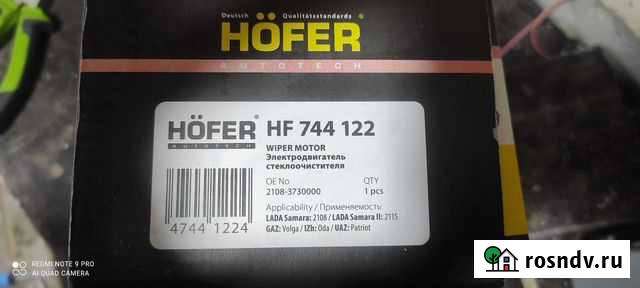 Deutsch Qualitätsstandards
HÖFER
AUTOTECH
HÖFER®
AUTOTECH
HF 744 122
WIPER MOTOR
Электродвигатель
стеклоочистителя
OE No QTY
2108-3730000 1 pcs
Applicability / Применяемость:
LADA Samara: 2108 / LADA Samara II: 2115
GAZ: Volga / IZh: Oda / UAZ: Patriot
4744 1224
REDMI NOTE 9 PRO
AI QUAD CAMERA
rosndv.ru